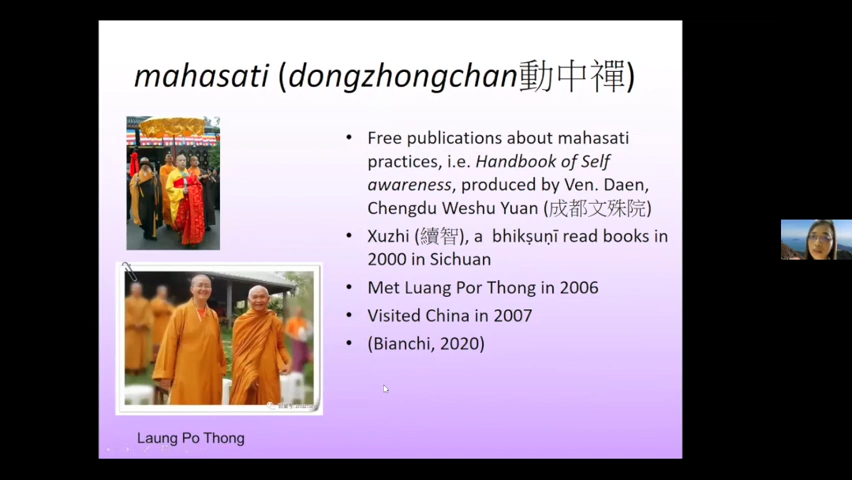 mahasati (dongzhongchan動中禪)
• Free publications about mahasati
practices, i.e. Handbook of Self
awareness, produced by Ven. Daen,
Chengdu Weshu Yuan (成都文殊院)
• Xuzhi (續智), a bhikṣuṇī read books in
2000 in Sichuan
• Met Luang Por Thong in 2006
• Visited China in 2007
• (Bianchi, 2020)
Laung Po Thong